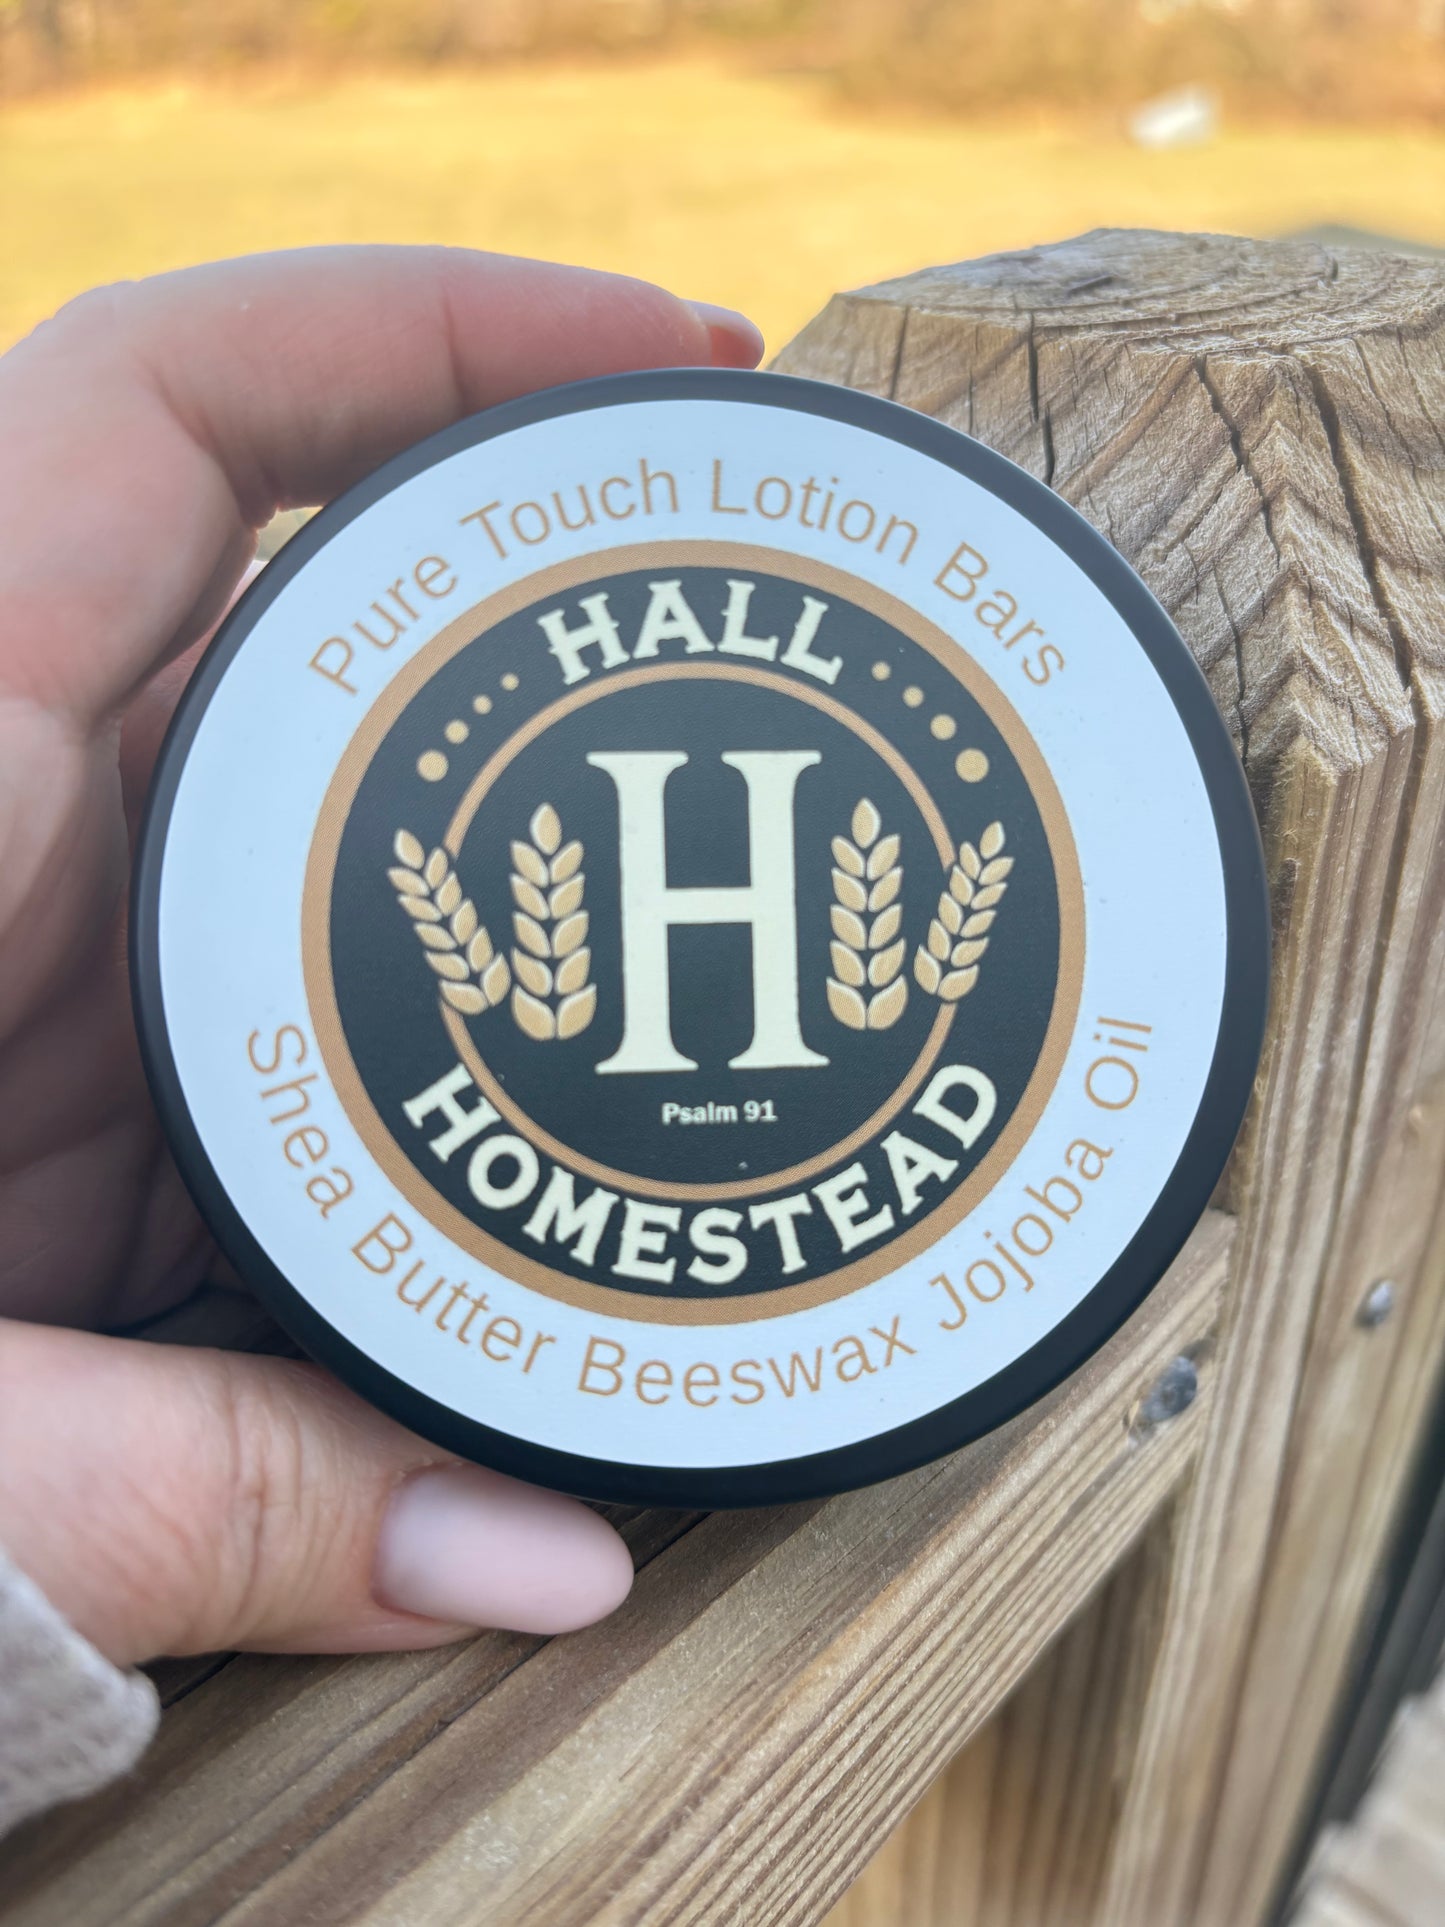 Pure Touch Lotion Bars
HALL
H
Psalm 91
HOMESTEAD
Shea Butter Beeswax Jojoba Oil